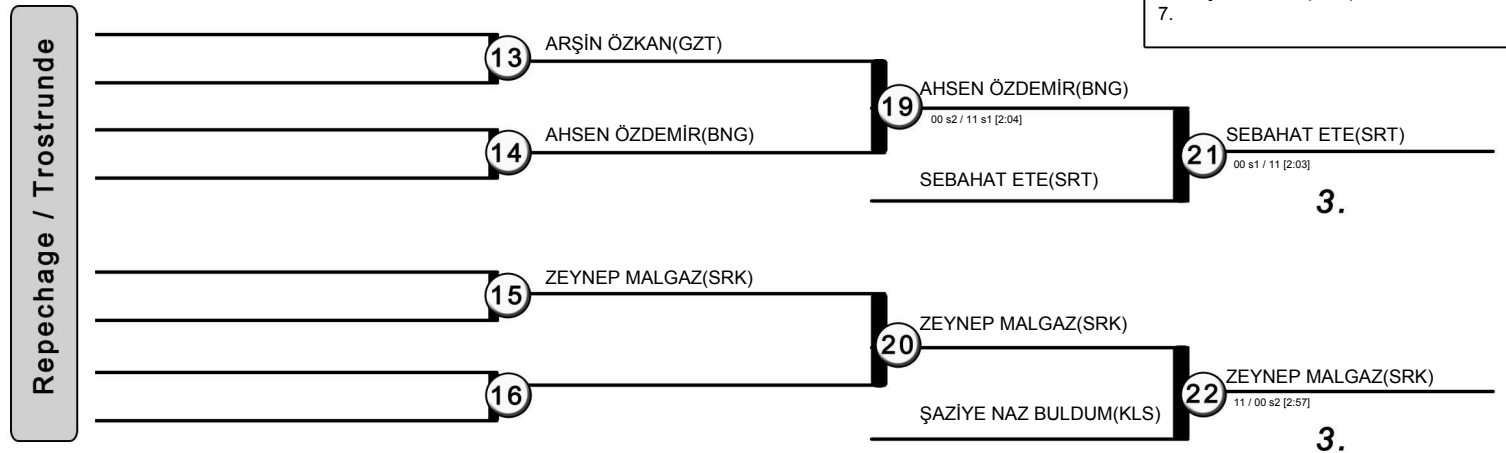 7.
Repechage / Trostrunde
13
ARŞİN ÖZKAN(GZT)
14
AHSEN ÖZDEMİR(BNG)
19
AHSEN ÖZDEMİR(BNG)
00 s2 / 11 s1 [2:04]
SEBAHAT ETE(SRT)
21
SEBAHAT ETE(SRT)
00 s1 / 11 [2:03]
3.
15
ZEYNEP MALGAZ(SRK)
16
20
ZEYNEP MALGAZ(SRK)
ŞAZİYE NAZ BULDUM(KLS)
22
ZEYNEP MALGAZ(SRK)
11 / 00 s2 [2:57]
3.